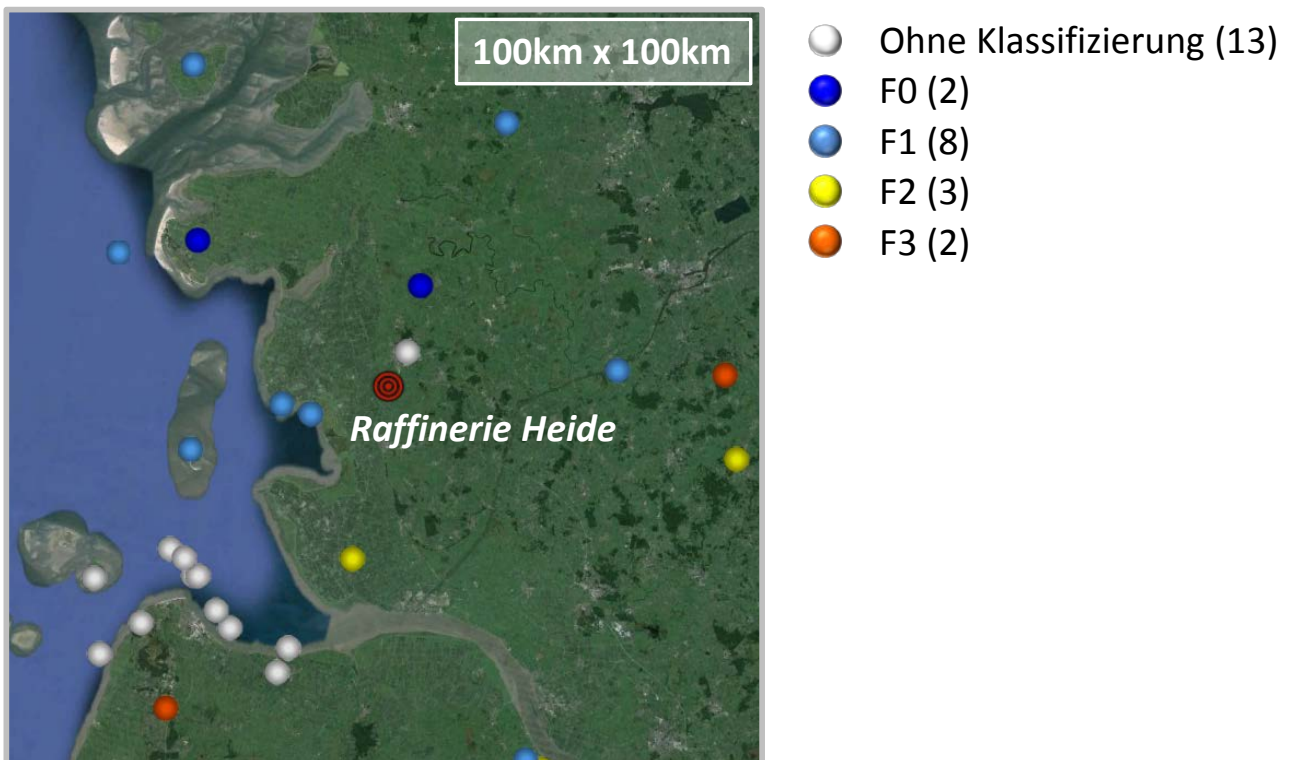 100km x 100km
Raffinerie Heide
Ohne Klassifizierung (13)
F0 (2)
F1 (8)
F2 (3)
F3 (2)